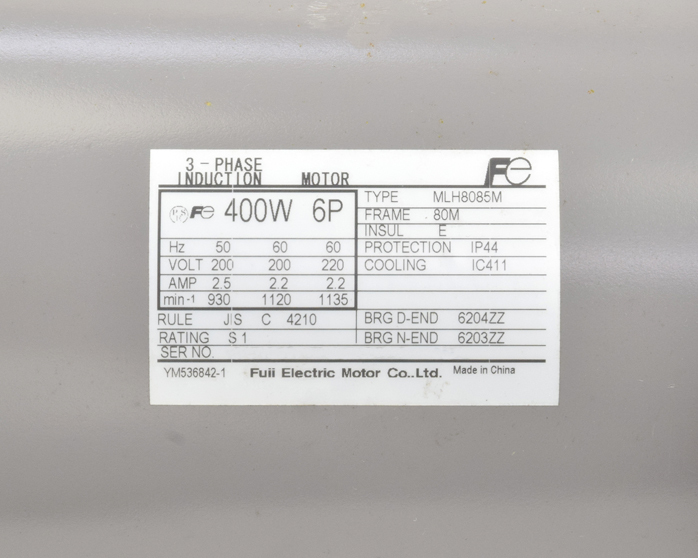 3 - PHASE
INDUCTION MOTOR
Fe
Fe 400W 6P
Hz 50 60 60
VOLT 200 200 220
AMP 2.5 2.2 2.2
min-1 930 1120 1135
TYPE MLH8085M
FRAME 80M
INSUL E
PROTECTION IP44
COOLING IC411
RULE JIS C 4210
RATING S 1
SER NO.
BRG D-END 6204ZZ
BRG N-END 6203ZZ
YM536842-1 Fuji Electric Motor Co.,Ltd. Made in China